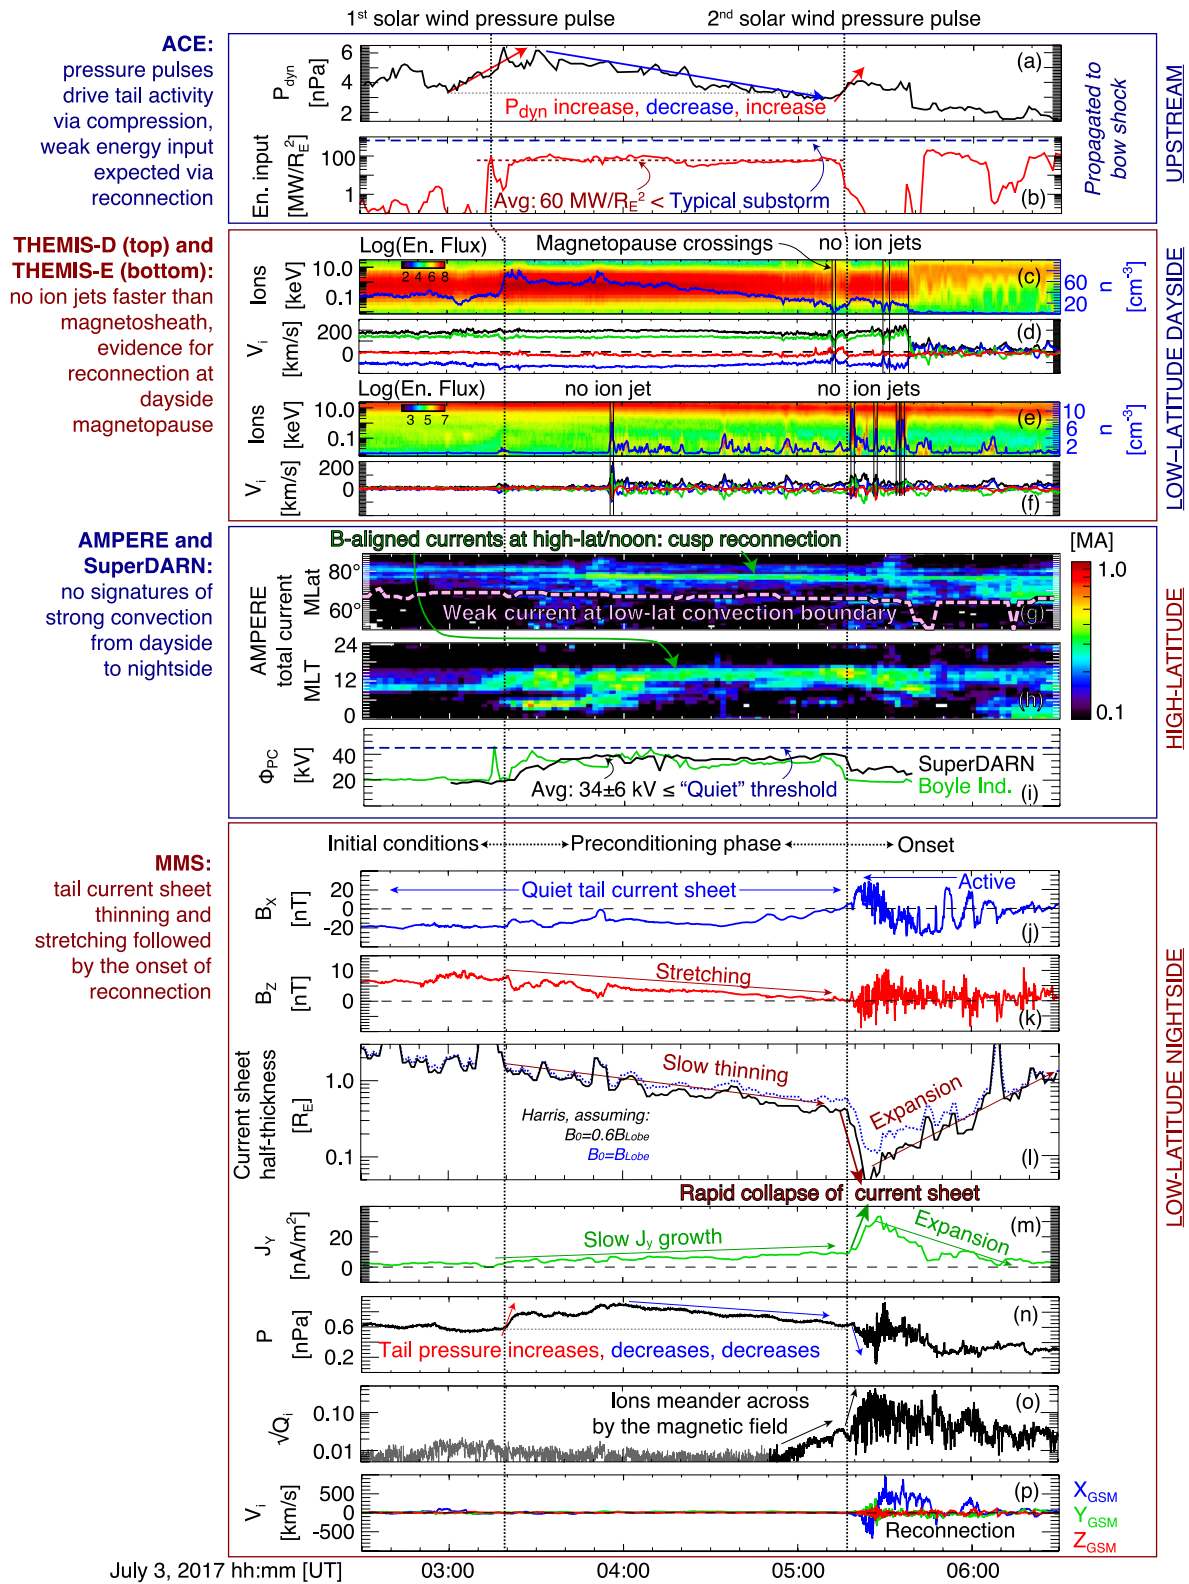 1st solar wind pressure pulse
2nd solar wind pressure pulse
ACE:
pressure pulses
drive tail activity
via compression,
weak energy input
expected via
reconnection
Pdyn
[nPa]
6
4
2
(a)
Pdyn increase, decrease, increase
En. input
[MW/RE2]
100
1
Avg: 60 MW/RE2 < Typical substorm
(b)
Propagated to
bow shock
UPSTREAM
THEMIS-D (top) and
THEMIS-E (bottom):
no ion jets faster than
magnetosheath,
evidence for
reconnection at
dayside
magnetopause
Log(En. Flux)
Magnetopause crossings
no ion jets
2 4 6 8
Ions
[keV]
10.0
0.1
(c)
60
20
n
[cm-3]
Vi
[km/s]
200
0
(d)
Log(En. Flux)
no ion jet
no ion jets
3 5 7
Ions
[keV]
10.0
0.1
(e)
10
6
2
n
[cm-3]
Vi
[km/s]
200
0
(f)
LOW-LATITUDE DAYSIDE
AMPERE and
SuperDARN:
no signatures of
strong convection
from dayside
to nightside
B-aligned currents at high-lat/noon: cusp reconnection
[MA]
1.0
0.1
AMPERE
total current
MLat
80°
60°
Weak current at low-lat convection boundary
(g)
MLT
24
12
0
(h)
ΦPC
[kV]
40
20
SuperDARN
Boyle Ind.
Avg: 34±6 kV ≤ "Quiet" threshold
(i)
HIGH-LATITUDE
MMS:
tail current sheet
thinning and
stretching followed
by the onset of
reconnection
Initial conditions
Preconditioning phase
Onset
BX
[nT]
20
0
-20
Quiet tail current sheet
Active
(j)
BZ
[nT]
10
0
Stretching
(k)
Current sheet
half-thickness
[RE]
1.0
0.1
Slow thinning
Expansion
Harris, assuming:
B0=0.6BLobe
B0=BLobe
(l)
Rapid collapse of current sheet
JY
[nA/m2]
20
0
Slow Jy growth
Expansion
(m)
P
[nPa]
0.6
0.2
Tail pressure increases, decreases, decreases
(n)
√Qi
0.10
0.01
Ions meander across
by the magnetic field
(o)
Vi
[km/s]
500
0
-500
Reconnection
(p)
XGSM
YGSM
ZGSM
LOW-LATITUDE NIGHTSIDE
July 3, 2017 hh:mm [UT]
03:00
04:00
05:00
06:00